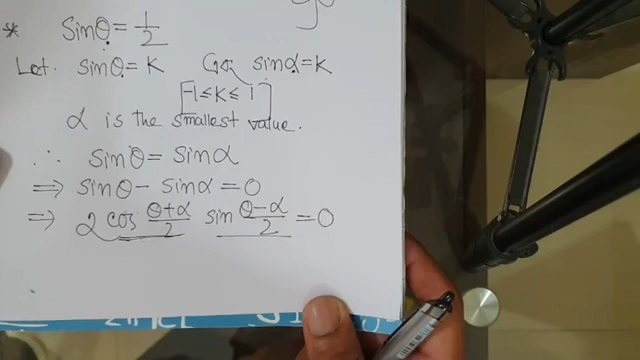 * Sinθ = 1/2
Let. sinθ = K sinα = K
[-1 ≤ K ≤ 1]
α is the smallest value.
∴ sinθ = sinα
⇒ sinθ - sinα = 0
⇒ 2 cos (θ+α)/2 sin (θ-α)/2 = 0